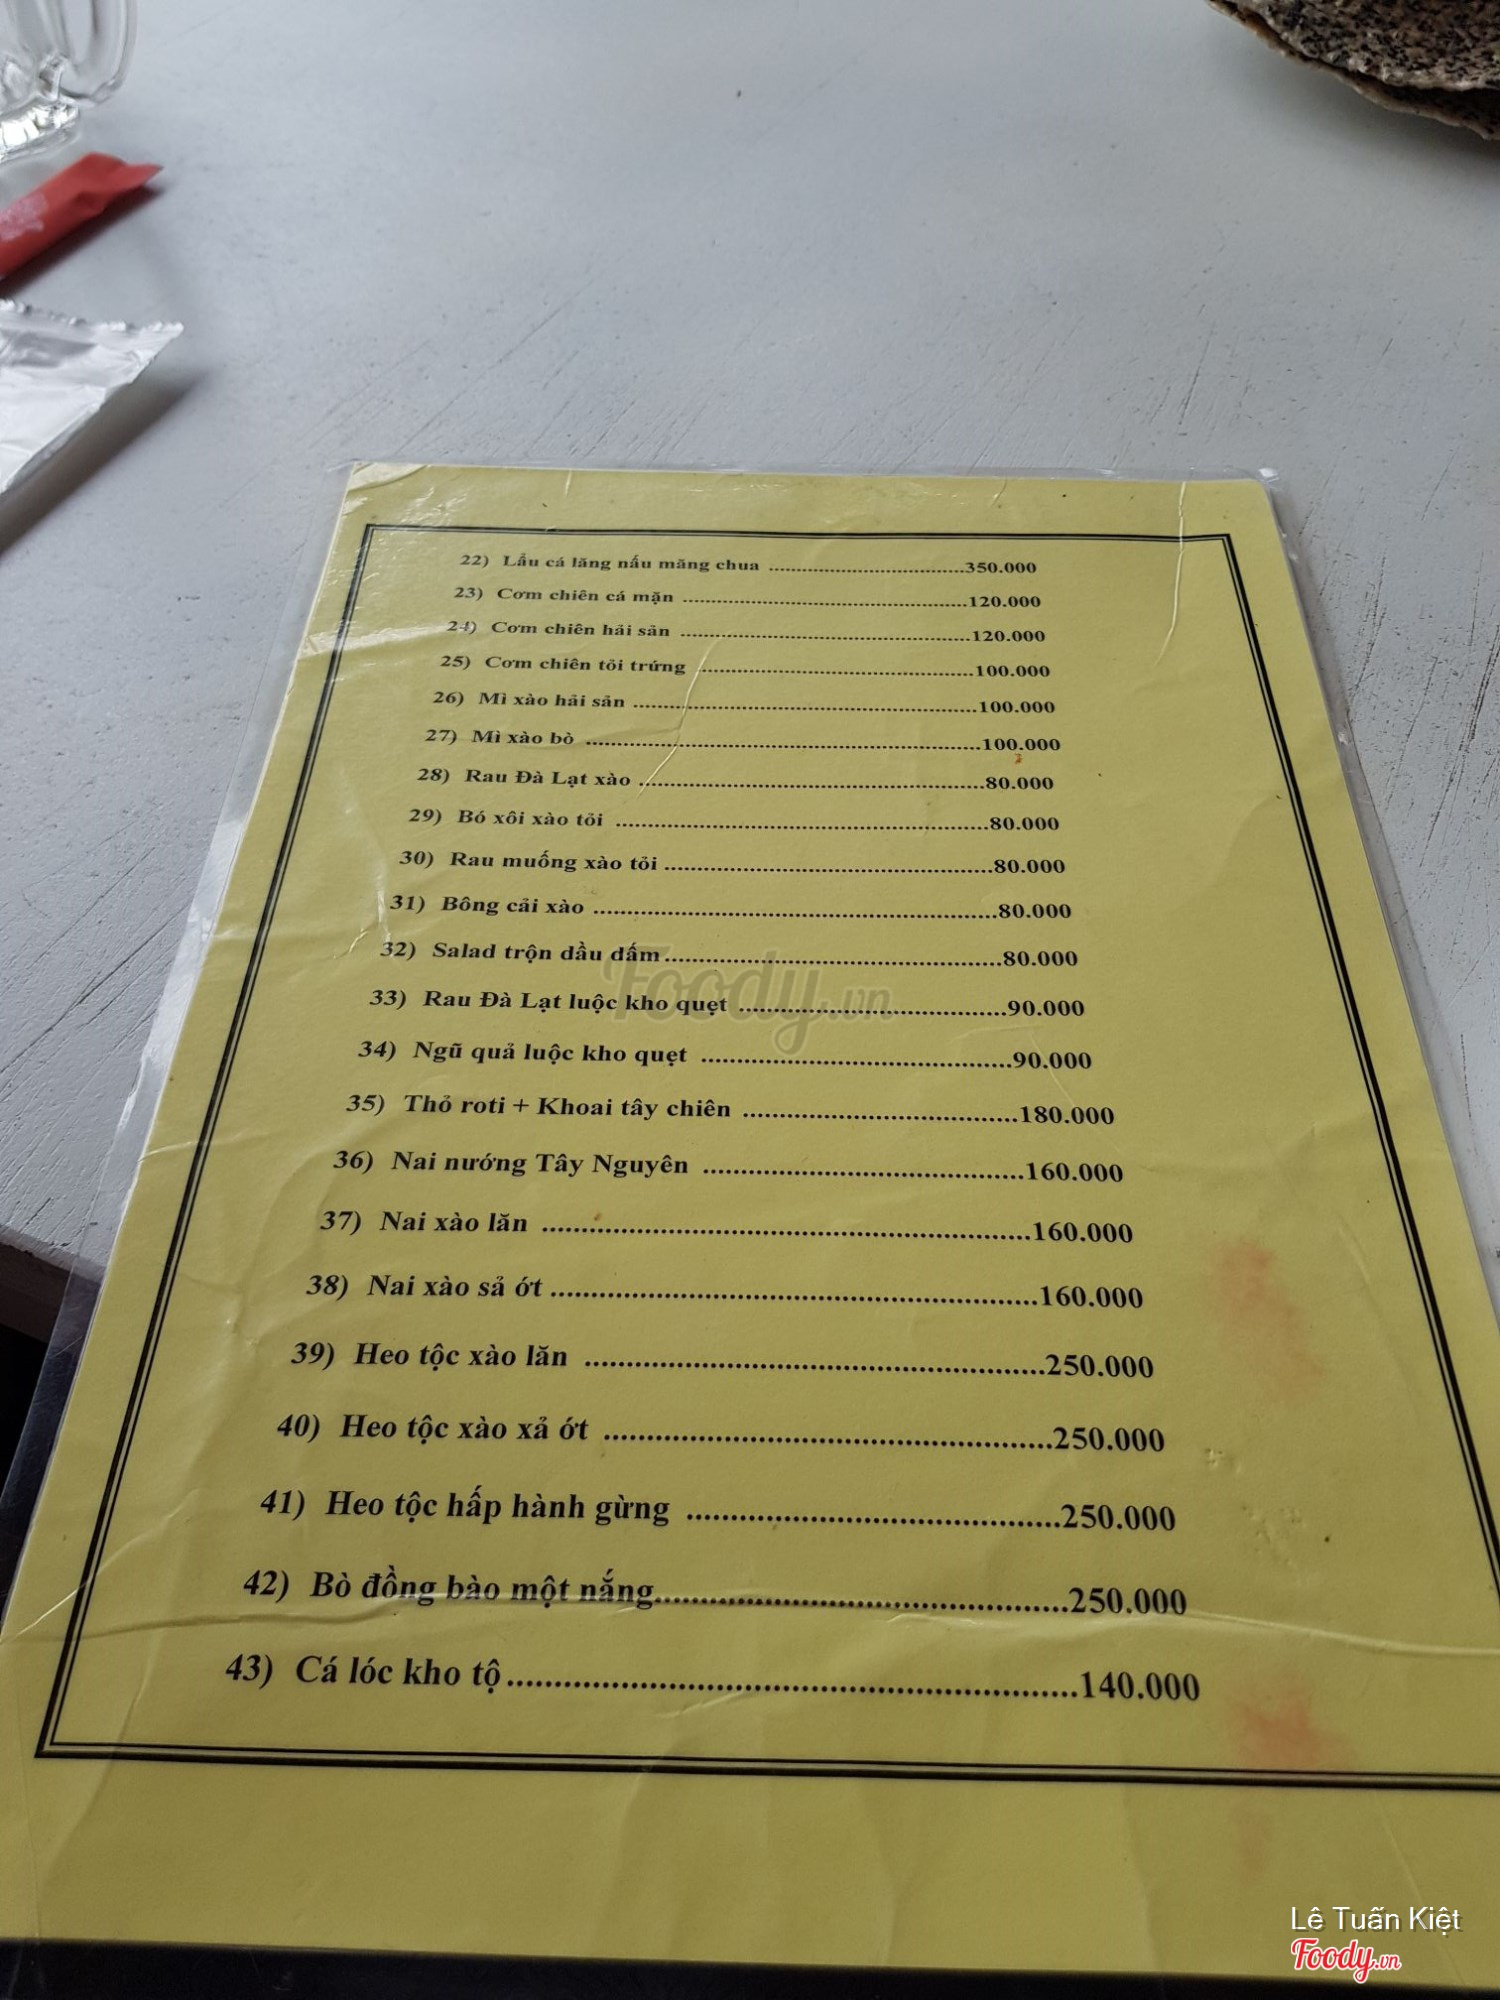 22) Lẩu cá lăng nấu măng chua ..................................350.000
23) Cơm chiên cá mặn ..................................120.000
24) Cơm chiên hải sản ..................................120.000
25) Cơm chiên tỏi trứng ..................................100.000
26) Mì xào hải sản ..................................100.000
27) Mì xào bò ..................................100.000
28) Rau Đà Lạt xào ..................................80.000
29) Bó xôi xào tỏi ..................................80.000
30) Rau muống xào tỏi ..................................80.000
31) Bông cải xào ..................................80.000
32) Salad trộn dầu dấm ..................................80.000
33) Rau Đà Lạt luộc kho quẹt ..................................90.000
34) Ngũ quả luộc kho quẹt ..................................90.000
35) Thỏ roti + Khoai tây chiên ..................................180.000
36) Nai nướng Tây Nguyên ..................................160.000
37) Nai xào lăn ..................................160.000
38) Nai xào sả ớt ..................................160.000
39) Heo tộc xào lăn ..................................250.000
40) Heo tộc xào xả ớt ..................................250.000
41) Heo tộc hấp hành gừng ..................................250.000
42) Bò đồng bào một nắng..................................250.000
43) Cá lóc kho tộ..................................140.000
Foody.vn
Lê Tuấn Kiệt
Foody.vn